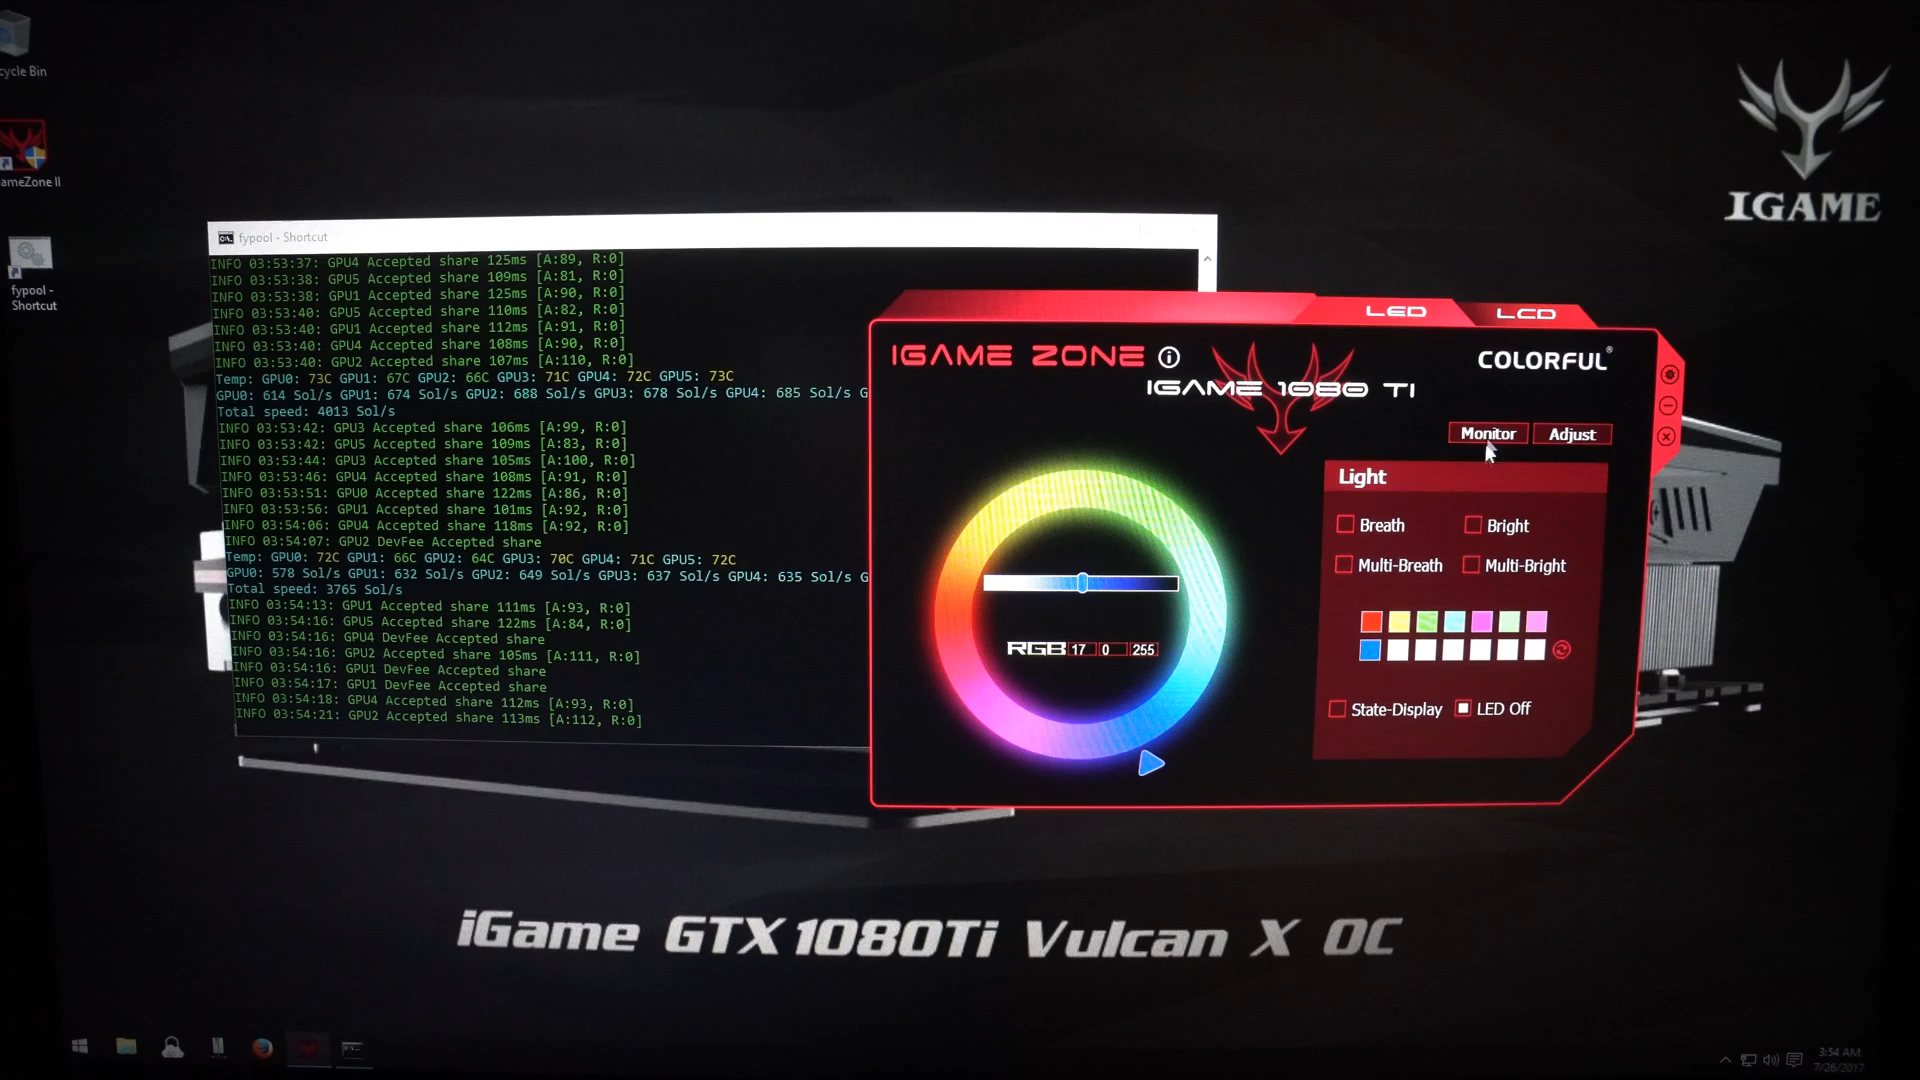 cycle Bin
ameZone II
fypool -
Shortcut
IGAME
fypool - Shortcut
INFO 03:53:37: GPU4 Accepted share 125ms [A:89, R:0]
INFO 03:53:38: GPU5 Accepted share 109ms [A:81, R:0]
INFO 03:53:38: GPU1 Accepted share 125ms [A:90, R:0]
INFO 03:53:40: GPU5 Accepted share 110ms [A:82, R:0]
INFO 03:53:40: GPU1 Accepted share 112ms [A:91, R:0]
INFO 03:53:40: GPU4 Accepted share 108ms [A:90, R:0]
INFO 03:53:40: GPU2 Accepted share 107ms [A:110, R:0]
Temp: GPU0: 73C GPU1: 67C GPU2: 66C GPU3: 71C GPU4: 72C GPU5: 73C
GPU0: 614 Sol/s GPU1: 674 Sol/s GPU2: 688 Sol/s GPU3: 678 Sol/s GPU4: 685 Sol/s G
Total speed: 4013 Sol/s
INFO 03:53:42: GPU3 Accepted share 106ms [A:99, R:0]
INFO 03:53:42: GPU5 Accepted share 109ms [A:83, R:0]
INFO 03:53:44: GPU3 Accepted share 105ms [A:100, R:0]
INFO 03:53:46: GPU4 Accepted share 108ms [A:91, R:0]
INFO 03:53:51: GPU0 Accepted share 122ms [A:86, R:0]
INFO 03:53:56: GPU1 Accepted share 101ms [A:92, R:0]
INFO 03:54:06: GPU4 Accepted share 118ms [A:92, R:0]
INFO 03:54:07: GPU2 DevFee Accepted share
Temp: GPU0: 72C GPU1: 66C GPU2: 64C GPU3: 70C GPU4: 71C GPU5: 72C
GPU0: 578 Sol/s GPU1: 632 Sol/s GPU2: 649 Sol/s GPU3: 637 Sol/s GPU4: 635 Sol/s G
Total speed: 3765 Sol/s
INFO 03:54:13: GPU1 Accepted share 111ms [A:93, R:0]
INFO 03:54:16: GPU5 Accepted share 122ms [A:84, R:0]
INFO 03:54:16: GPU4 DevFee Accepted share
INFO 03:54:16: GPU2 Accepted share 105ms [A:111, R:0]
INFO 03:54:16: GPU1 DevFee Accepted share
INFO 03:54:17: GPU1 DevFee Accepted share
INFO 03:54:18: GPU4 Accepted share 112ms [A:93, R:0]
INFO 03:54:21: GPU2 Accepted share 113ms [A:112, R:0]
LED LCD
IGAME ZONE
COLORFUL®
IGAME 1080 TI
Monitor Adjust
Light
Breath Bright
Multi-Breath Multi-Bright
RGB 17 0 255
State-Display LED Off
iGame GTX 1080Ti Vulcan X OC
3:54 AM
7/26/2017